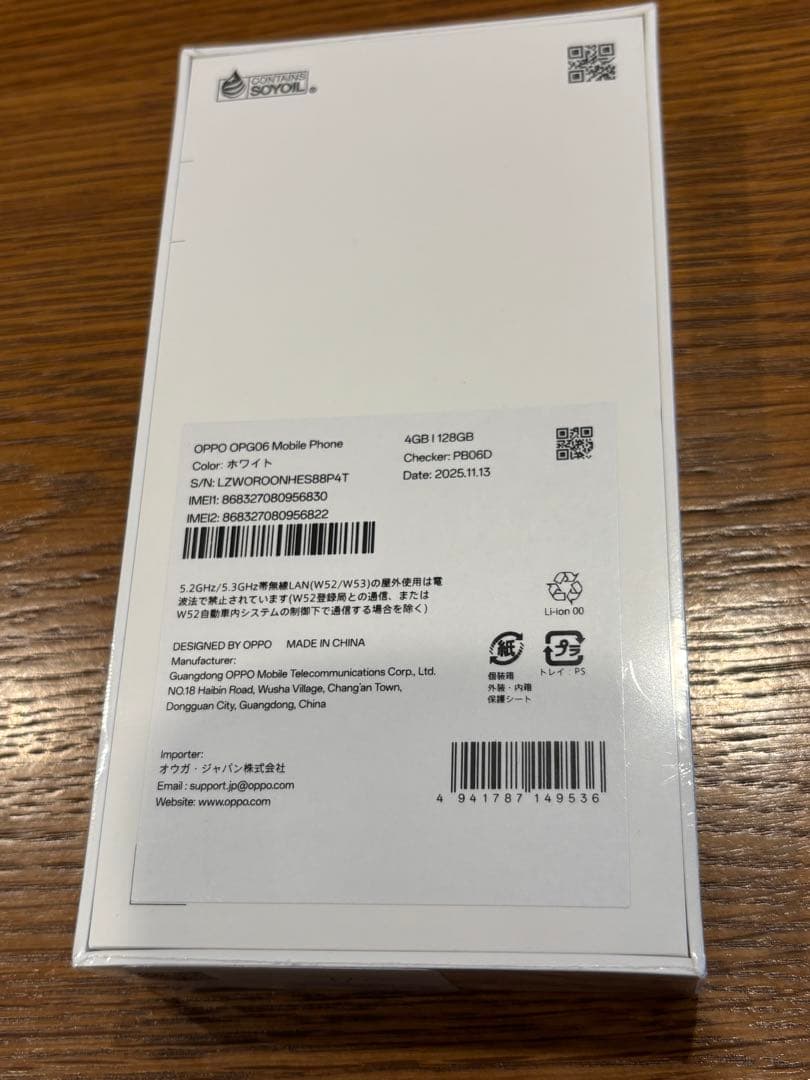 CONTAINS
SOYOIL®
OPPO OPG06 Mobile Phone
Color: ホワイト
S/N: LZWOROONHES88P4T
IMEI1: 868327080956830
IMEI2: 868327080956822
4GB | 128GB
Checker: PB06D
Date: 2025.11.13
5.2GHz/5.3GHz帯無線LAN(W52/W53)の屋外使用は電
波法で禁止されています(W52登録局との通信、または
W52自動車内システムの制御下で通信する場合を除く)
Li-ion 00
DESIGNED BY OPPO MADE IN CHINA
Manufacturer:
Guangdong OPPO Mobile Telecommunications Corp., Ltd.
NO.18 Haibin Road, Wusha Village, Chang'an Town,
Dongguan City, Guangdong, China
紙
個装箱
外装・内箱
保護シート
プラ
トレイ:PS
Importer:
オウガ・ジャパン株式会社
Email : support.jp@oppo.com
Website: www.oppo.com
4 941787 149536